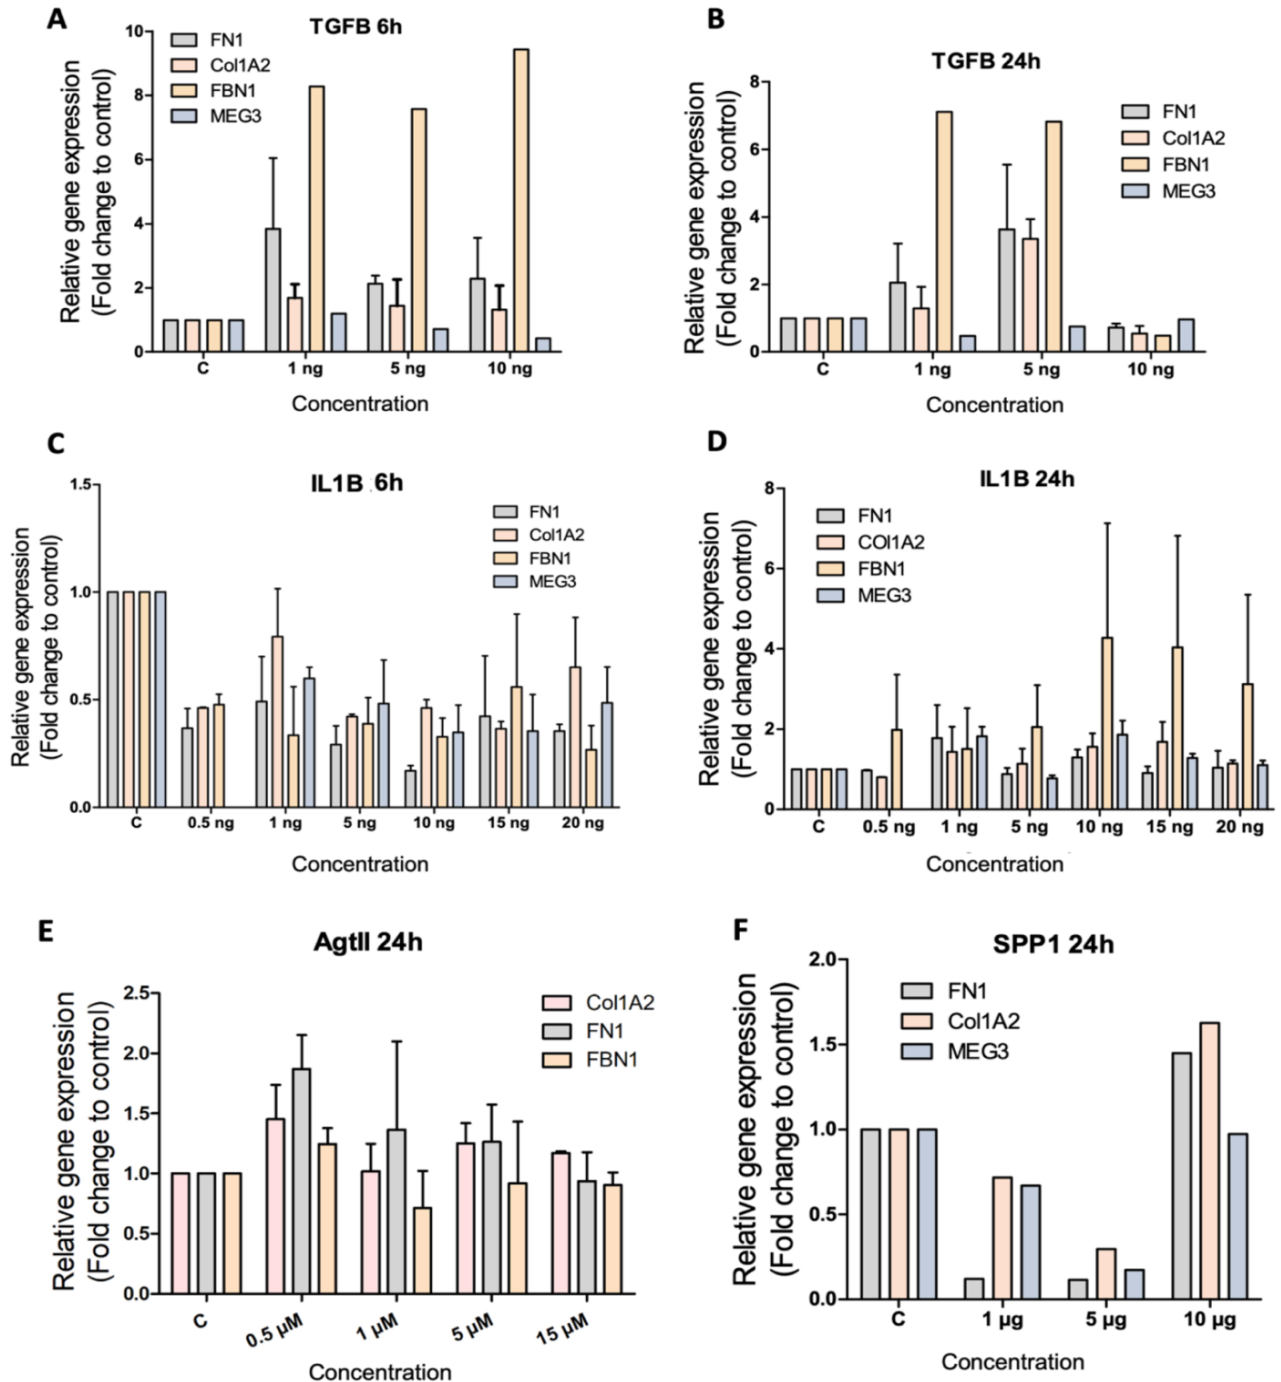 A
TGFB 6h
FN1
Col1A2
FBN1
MEG3
Relative gene expression
(Fold change to control)
10
8
6
4
2
0
C
1 ng
5 ng
10 ng
Concentration
B
TGFB 24h
FN1
Col1A2
FBN1
MEG3
Relative gene expression
(Fold change to control)
8
6
4
2
0
C
1 ng
5 ng
10 ng
Concentration
C
IL1B 6h
FN1
Col1A2
FBN1
MEG3
Relative gene expression
(Fold change to control)
1.5
1.0
0.5
0.0
C
0.5 ng
1 ng
5 ng
10 ng
15 ng
20 ng
Concentration
D
IL1B 24h
FN1
COl1A2
FBN1
MEG3
Relative gene expression
(Fold change to control)
8
6
4
2
0
C
0.5 ng
1 ng
5 ng
10 ng
15 ng
20 ng
Concentration
E
AgtII 24h
Col1A2
FN1
FBN1
Relative gene expression
(Fold change to control)
2.5
2.0
1.5
1.0
0.5
0.0
C
0.5 µM
1 µM
5 µM
15 µM
Concentration
F
SPP1 24h
FN1
Col1A2
MEG3
Relative gene expression
(Fold change to control)
2.0
1.5
1.0
0.5
0.0
C
1 µg
5 µg
10 µg
Concentration